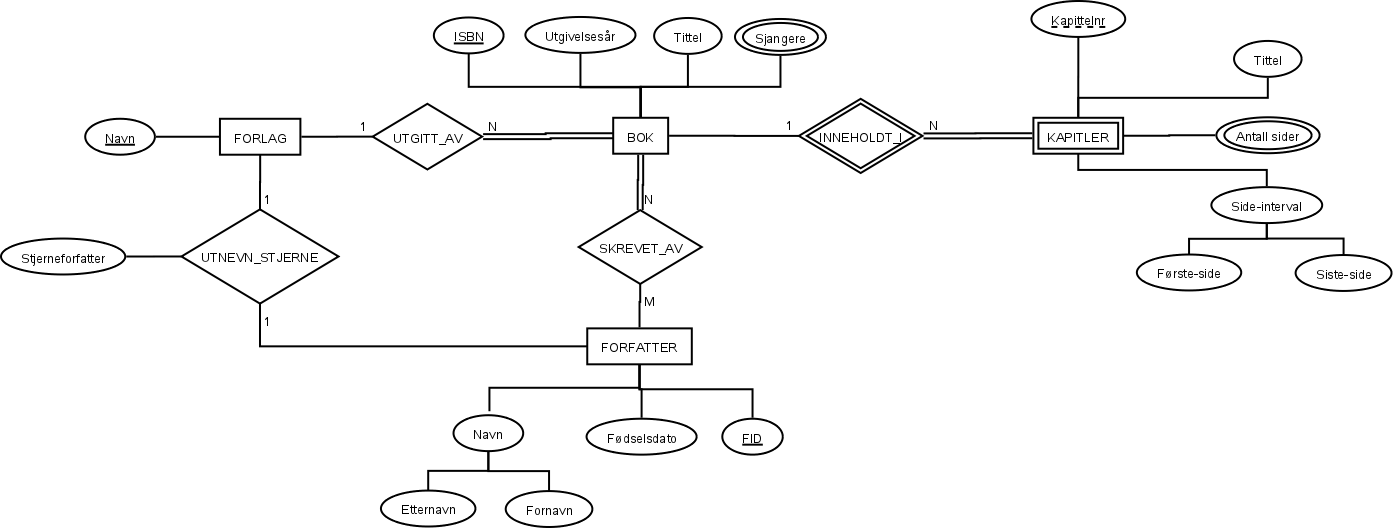 Kapittelnr
ISBN
Utgivelsesår
Tittel
Sjangere
Tittel
1
N
1
N
Navn
FORLAG
UTGITT_AV
BOK
INNEHOLDT_I
KAPITLER
Antall sider
1
N
Side-interval
Stjerneforfatter
UTNEVN_STJERNE
SKREVET_AV
Første-side
Siste-side
1
M
FORFATTER
Navn
Fødselsdato
FID
Etternavn
Fornavn